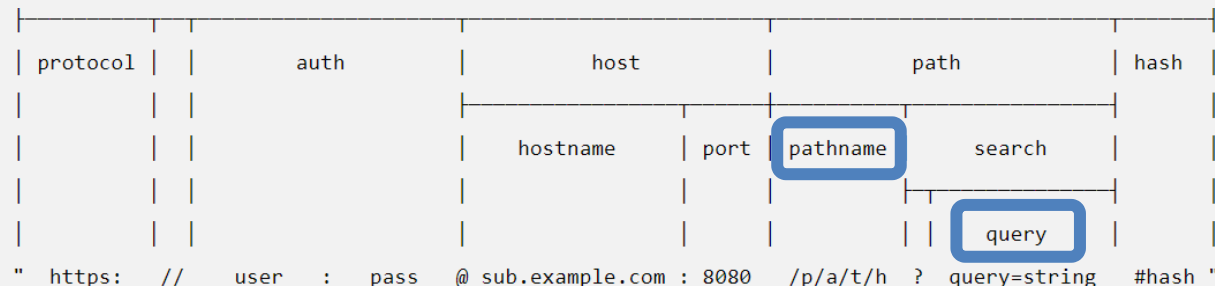 protocol auth host path hash
hostname port pathname search
query
" https: // user : pass @ sub.example.com : 8080 /p/a/t/h ? query=string #hash "